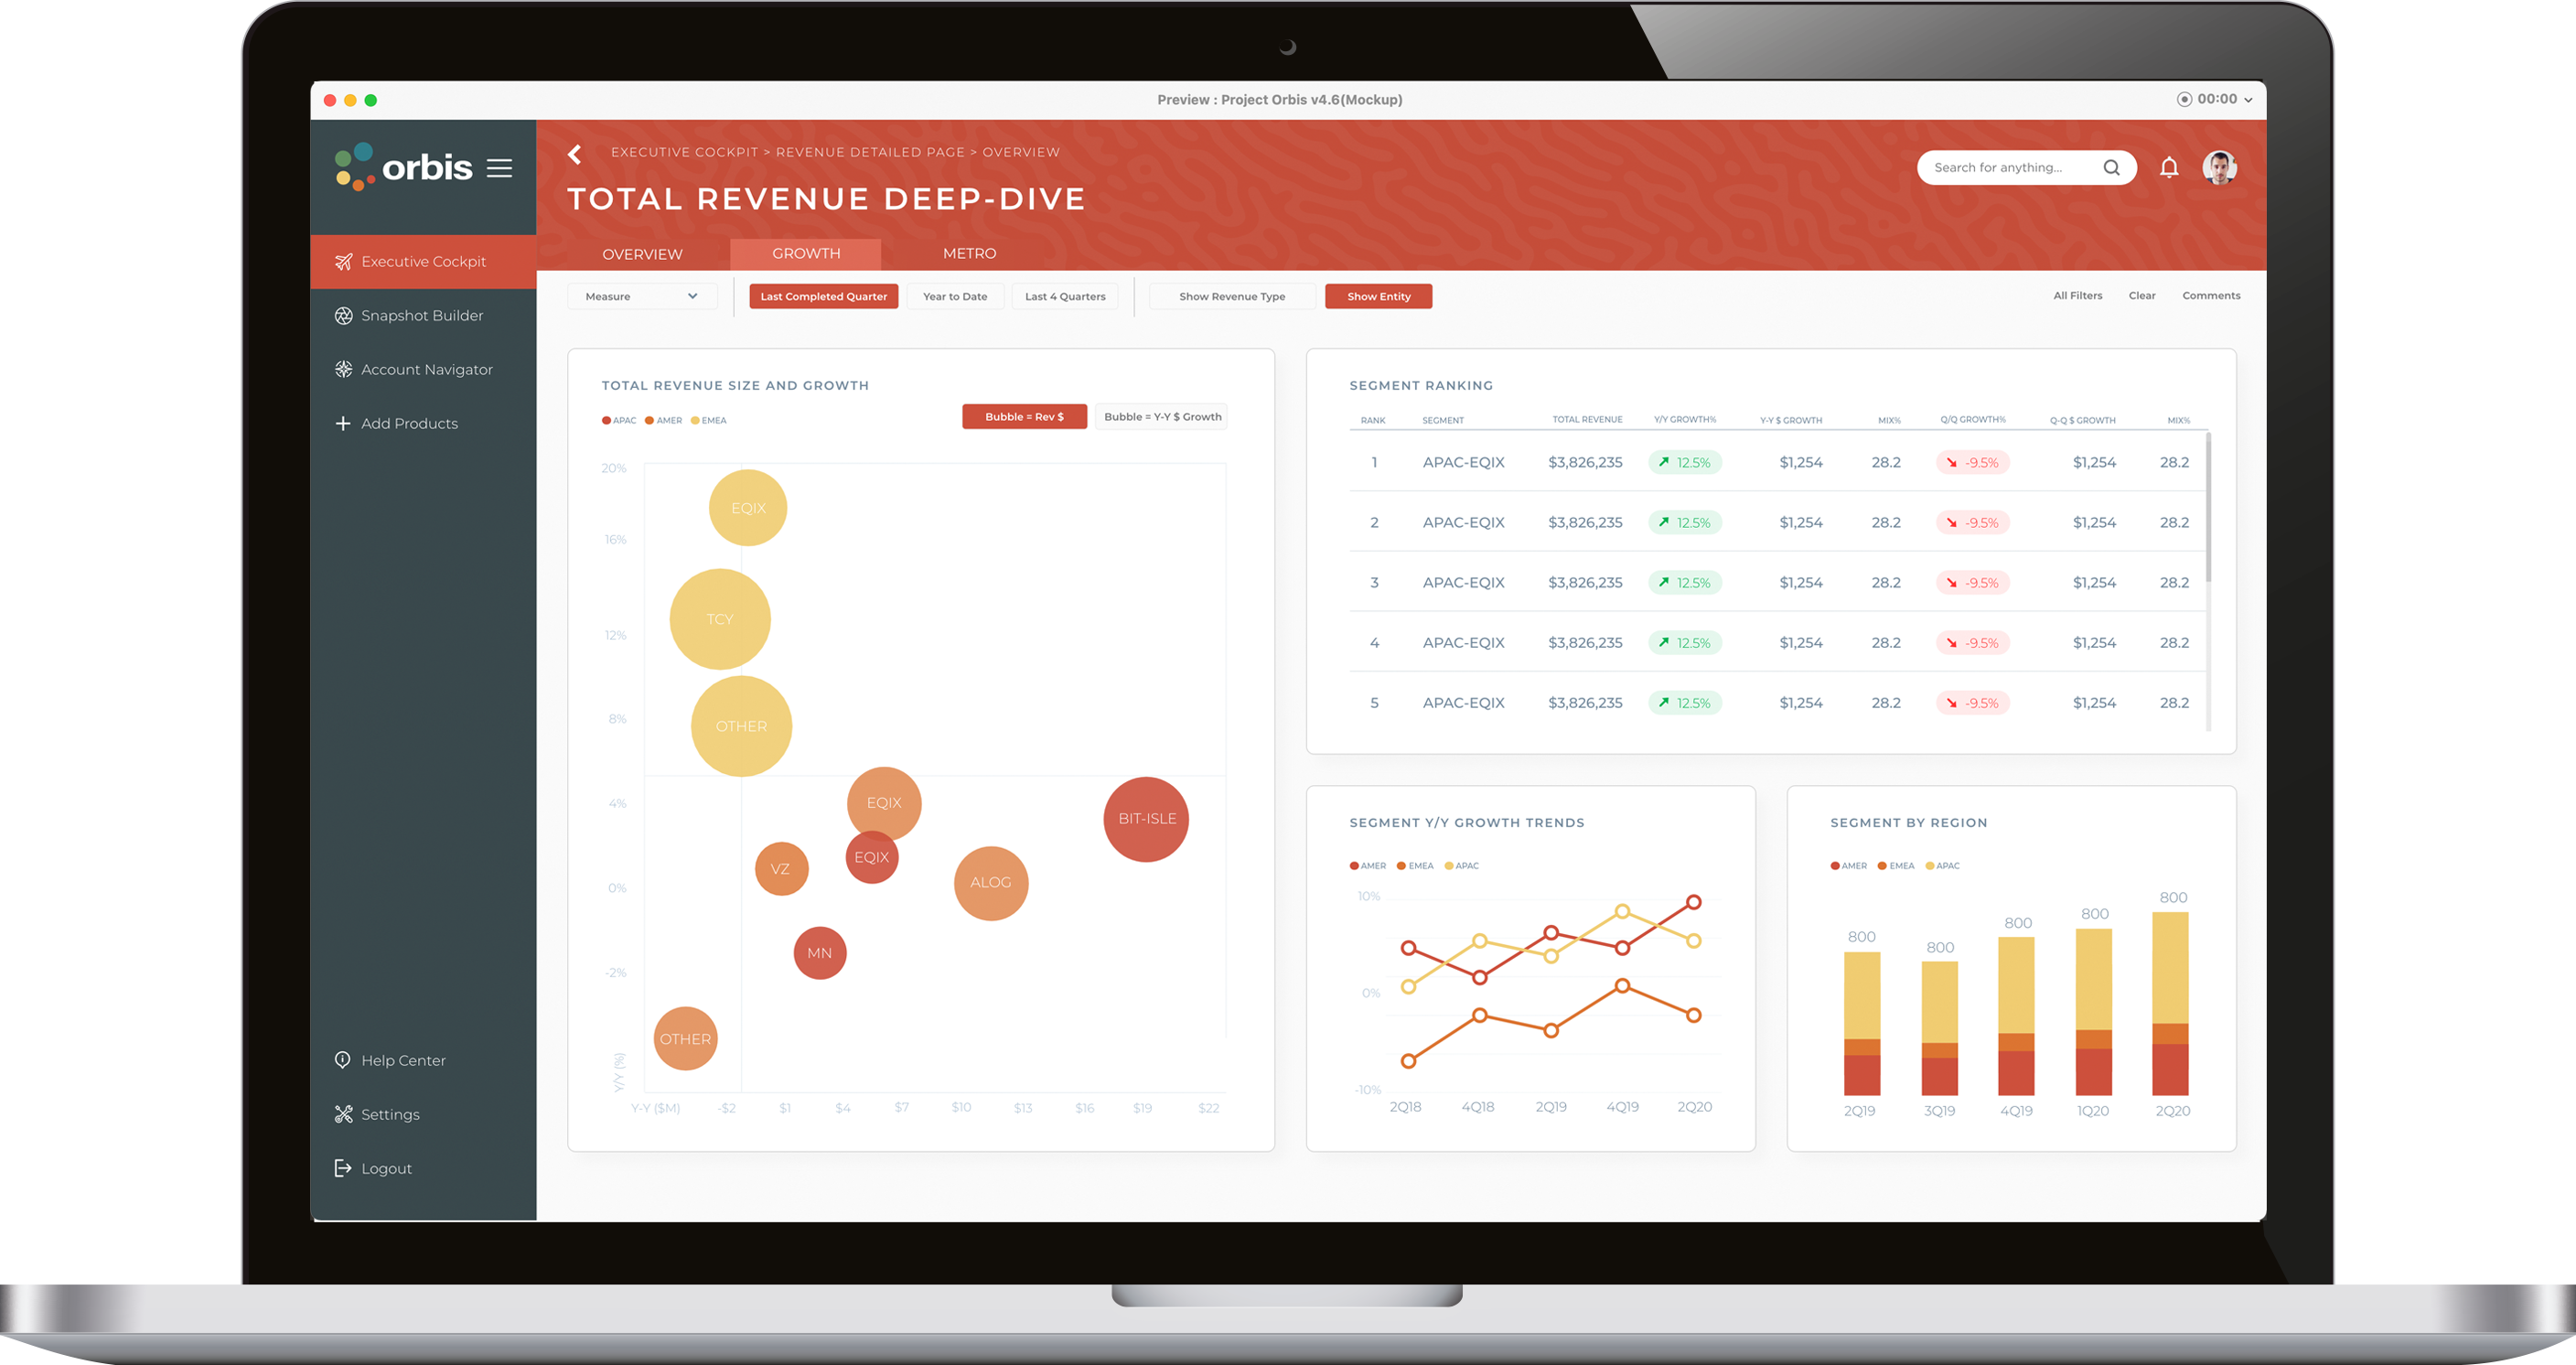 Preview : Project Orbis v4.6(Mockup)
00:00
orbis
EXECUTIVE COCKPIT > REVENUE DETAILED PAGE > OVERVIEW
TOTAL REVENUE DEEP-DIVE
Search for anything...
OVERVIEW GROWTH METRO
Executive Cockpit
Snapshot Builder
Account Navigator
Add Products
Help Center
Settings
Logout
Measure
Last Completed Quarter Year to Date Last 4 Quarters
Show Revenue Type Show Entity
All Filters Clear Comments
TOTAL REVENUE SIZE AND GROWTH
APAC AMER EMEA
Bubble = Rev $ Bubble = Y-Y $ Growth
20%
16%
12%
8%
4%
0%
-2%
Y/Y (%)
EQIX
TCY
OTHER
EQIX
BIT-ISLE
EQIX
VZ
ALOG
MN
OTHER
Y-Y ($M) -$2 $1 $4 $7 $10 $13 $16 $19 $22
SEGMENT RANKING
RANK SEGMENT TOTAL REVENUE Y/Y GROWTH% Y-Y $ GROWTH MIX% Q/Q GROWTH% Q-Q $ GROWTH MIX%
1 APAC-EQIX $3,826,235 12.5% $1,254 28.2 -9.5% $1,254 28.2
2 APAC-EQIX $3,826,235 12.5% $1,254 28.2 -9.5% $1,254 28.2
3 APAC-EQIX $3,826,235 12.5% $1,254 28.2 -9.5% $1,254 28.2
4 APAC-EQIX $3,826,235 12.5% $1,254 28.2 -9.5% $1,254 28.2
5 APAC-EQIX $3,826,235 12.5% $1,254 28.2 -9.5% $1,254 28.2
SEGMENT Y/Y GROWTH TRENDS
AMER EMEA APAC
10%
0%
-10%
2Q18 4Q18 2Q19 4Q19 2Q20
SEGMENT BY REGION
AMER EMEA APAC
800 800 800 800 800
2Q19 3Q19 4Q19 1Q20 2Q20